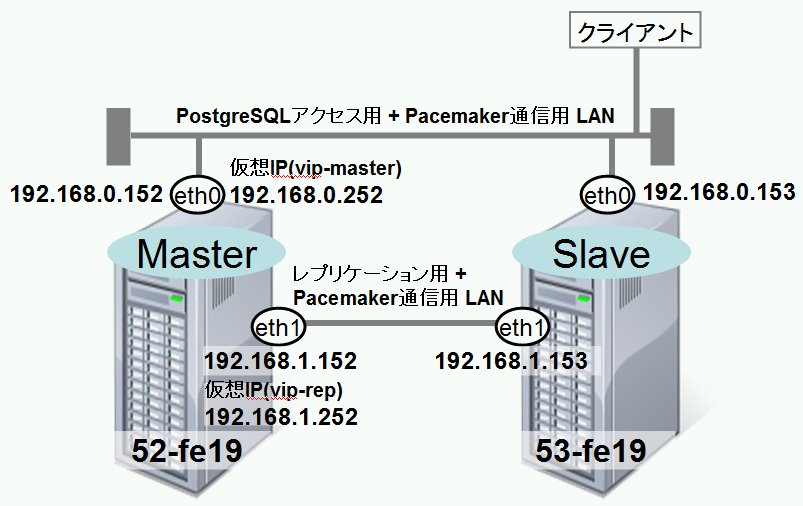 クライアント
PostgreSQLアクセス用 + Pacemaker通信用 LAN
仮想IP(vip-master)
192.168.0.152
eth0
192.168.0.252
eth0
192.168.0.153
Master
Slave
レプリケーション用 +
Pacemaker通信用 LAN
eth1
eth1
192.168.1.152
192.168.1.153
仮想IP(vip-rep)
192.168.1.252
52-fe19
53-fe19